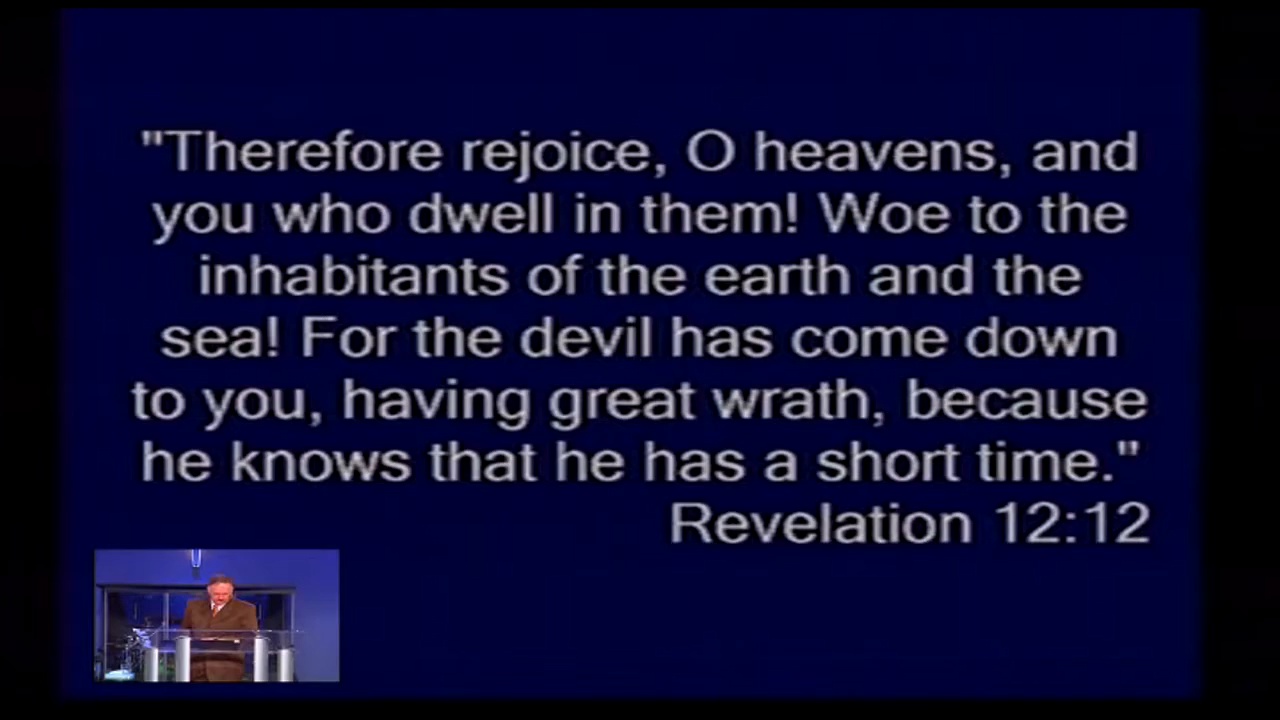 "Therefore rejoice, O heavens, and
you who dwell in them! Woe to the
inhabitants of the earth and the
sea! For the devil has come down
to you, having great wrath, because
he knows that he has a short time."
Revelation 12:12